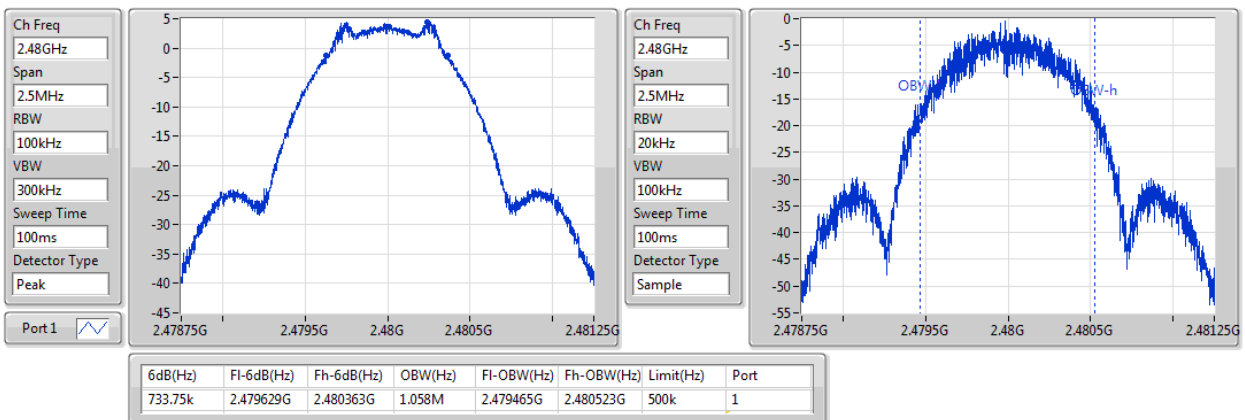 Ch Freq
2.48GHz
Span
2.5MHz
RBW
100kHz
VBW
300kHz
Sweep Time
100ms
Detector Type
Peak
Port 1
5
0
-5
-10
-15
-20
-25
-30
-35
-40
-45
2.47875G 2.4795G 2.48G 2.4805G 2.48125G
Ch Freq
2.48GHz
Span
2.5MHz
RBW
20kHz
VBW
100kHz
Sweep Time
100ms
Detector Type
Sample
0
-5
-10
-15
-20
-25
-30
-35
-40
-45
-50
-55
2.47875G 2.4795G 2.48G 2.4805G 2.48125G
6dB(Hz) Fl-6dB(Hz) Fh-6dB(Hz) OBW(Hz) Fl-OBW(Hz) Fh-OBW(Hz) Limit(Hz) Port
733.75k 2.479629G 2.480363G 1.058M 2.479465G 2.480523G 500k 1